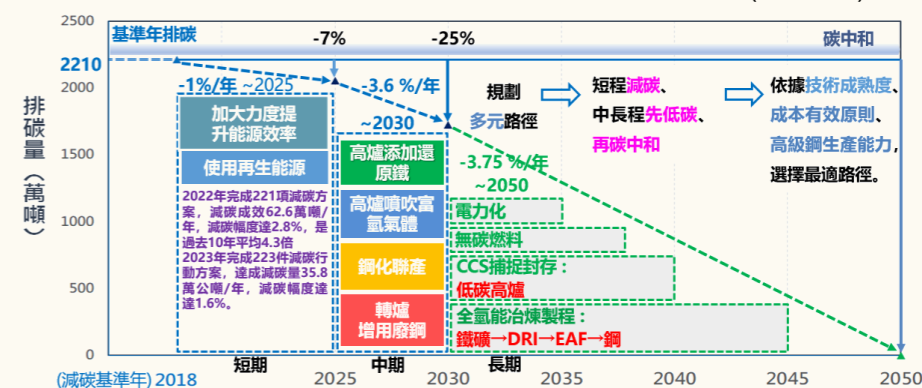 2500
基準年排碳
-7%
-25%
碳中和
2210
2000
1500
1000
500
0
排碳量（萬噸）
-1%/年 ~2025
加大力度提
升能源效率
使用再生能源
2022年完成221項減碳方
案，減碳成效62.6萬噸/
年，減碳幅度達2.8%，是
過去10年平均4.3倍
2023年完成223件減碳行
動方案，達成減碳量35.8
萬公噸/年，減碳幅度達
達1.6%。
-3.6 %/年
~2030
高爐添加還
原鐵
高爐噴吹富
氫氣體
鋼化聯產
轉爐
增用廢鋼
規劃
多元路徑
短程減碳、
中長程先低碳、
再碳中和
依據技術成熟度、
成本有效原則、
高級鋼生產能力，
選擇最適路徑。
-3.75 %/年
~2050
電力化
無碳燃料
CCS捕捉封存：
低碳高爐
全氫能冶煉製程：
鐵礦→DRI→EAF→鋼
短期
中期
長期
(減碳基準年) 2018
2025
2030
2035
2040
2045
2050